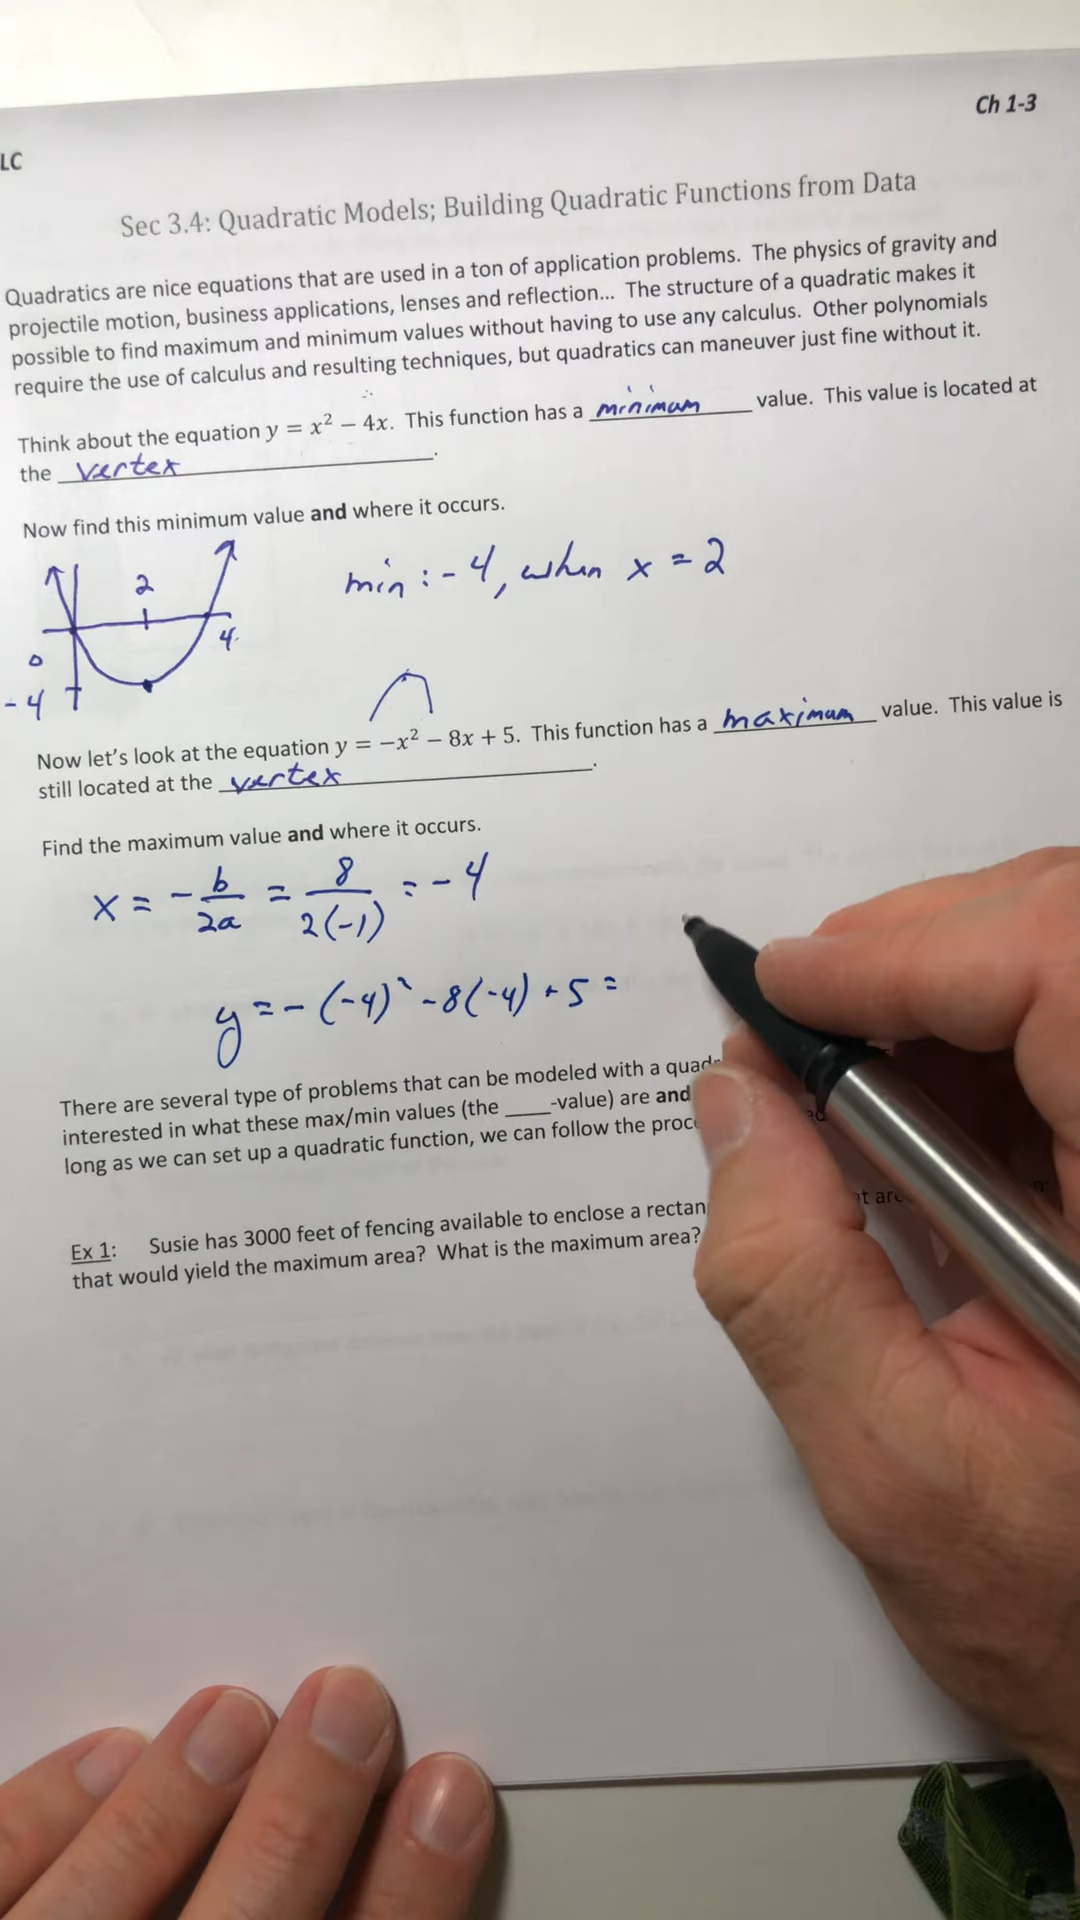 Ch 1-3
LC
Sec 3.4: Quadratic Models; Building Quadratic Functions from Data
Quadratics are nice equations that are used in a ton of application problems. The physics of gravity and
projectile motion, business applications, lenses and reflection... The structure of a quadratic makes it
possible to find maximum and minimum values without having to use any calculus. Other polynomials
require the use of calculus and resulting techniques, but quadratics can maneuver just fine without it.
Think about the equation y = x² − 4x. This function has a minimum value. This value is located at
the vertex.
Now find this minimum value and where it occurs.
min : -4, when x = 2
2
4
0
-4
Now let's look at the equation y = −x² − 8x + 5. This function has a maximum value. This value is
still located at the vertex.
Find the maximum value and where it occurs.
x = - b/2a = 8/2(-1) = -4
y = - (-4)² - 8(-4) + 5 =
There are several type of problems that can be modeled with a
interested in what these max/min values (the ____-value) are and
long as we can set up a quadratic function, we can follow the
Ex 1: Susie has 3000 feet of fencing available to enclose a
that would yield the maximum area? What is the maximum area?